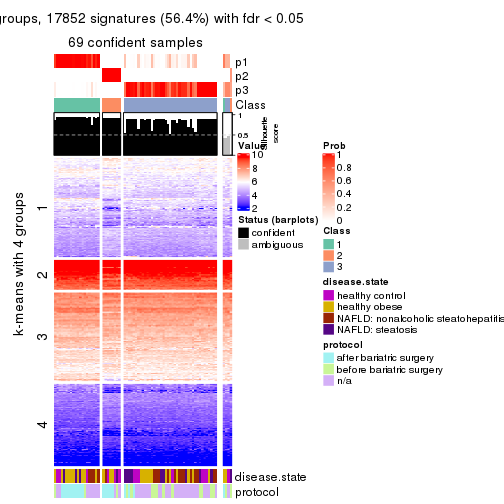 groups, 17852 signatures (56.4%) with fdr < 0.05
69 confident samples
p1
p2
p3
Class
1
0.5
0
Silhouette
score
k-means with 4 groups
1
2
3
4
disease.state
protocol
Value
10
8
6
4
2
Status (barplots)
confident
ambiguous
Prob
1
0.8
0.6
0.4
0.2
0
Class
1
2
3
disease.state
healthy control
healthy obese
NAFLD: nonalcoholic steatohepatitis
NAFLD: steatosis
protocol
after bariatric surgery
before bariatric surgery
n/a